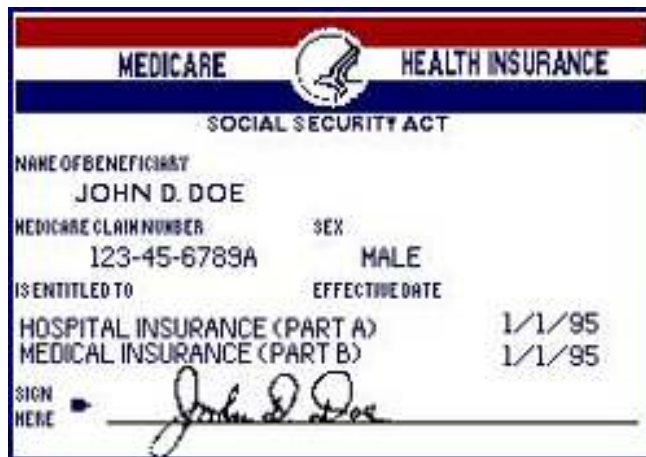 MEDICARE HEALTH INSURANCE
SOCIAL SECURITY ACT
NAME OF BENEFICIARY
JOHN D. DOE
MEDICARE CLAIM NUMBER SEX
123-45-6789A MALE
IS ENTITLED TO EFFECTIVE DATE
HOSPITAL INSURANCE (PART A) 1/1/95
MEDICAL INSURANCE (PART B) 1/1/95
SIGN
HERE John D. Doe